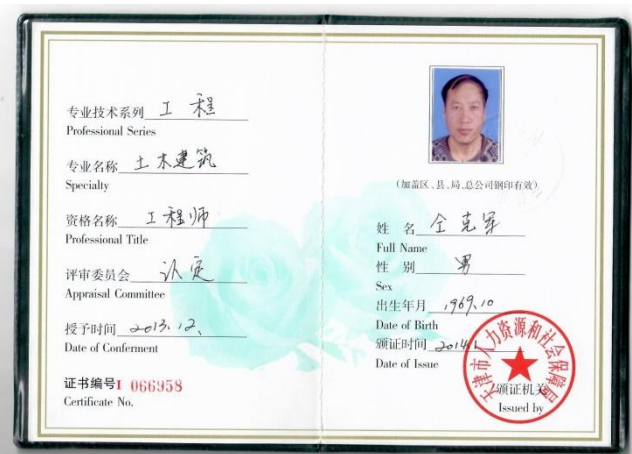 专业技术系列 工程
Professional Series
专业名称 土木建筑
Specialty
资格名称 工程师
Professional Title
评审委员会 认定
Appraisal Committee
授予时间 2013.12.
Date of Conferment
证书编号I 066958
Certificate No.
(加盖区、县、局、总公司钢印有效)
姓 名 仝克军
Full Name
性 别 男
Sex
出生年月 1969.10
Date of Birth
颁证时间 2014.1
Date of Issue
天津市人力资源和社会保障局
颁证机关
Issued by